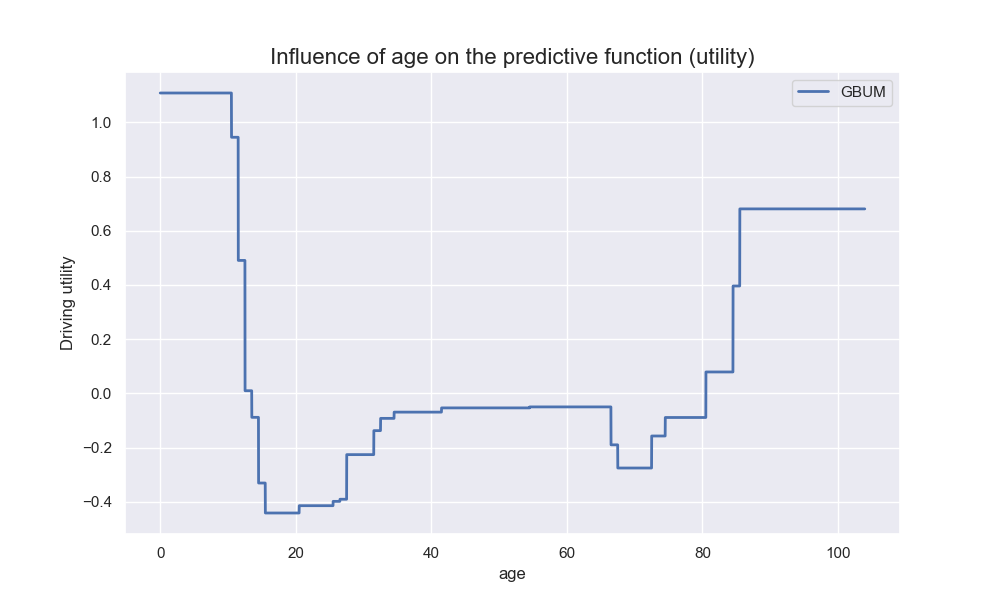 Influence of age on the predictive function (utility)
GBUM
1.0
0.8
0.6
0.4
0.2
0.0
−0.2
−0.4
Driving utility
0 20 40 60 80 100
age